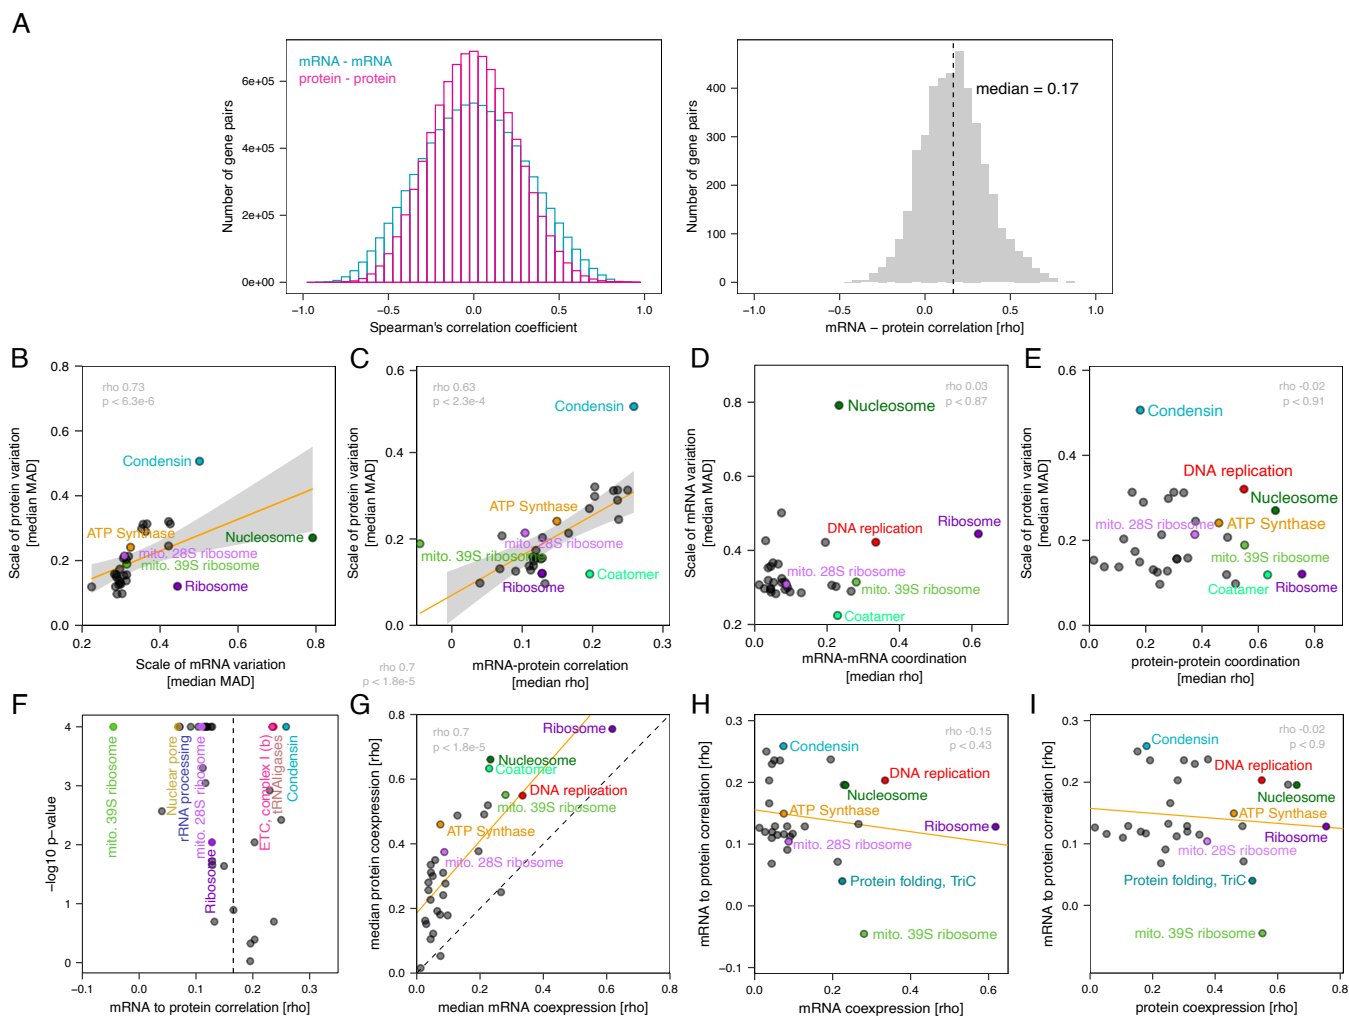 A
mRNA - mRNA
protein - protein
Number of gene pairs
6e+05
4e+05
2e+05
0e+00
−1.0
−0.5
0.0
0.5
1.0
Spearman's correlation coefficient
median = 0.17
Number of gene pairs
400
300
200
100
0
−1.0
−0.5
0.0
0.5
1.0
mRNA − protein correlation [rho]
B
rho 0.73
p < 6.3e-6
Scale of protein variation
[median MAD]
0.8
0.6
0.4
0.2
0.0
Condensin
ATP Synthase
Nucleosome
mito. 28S ribosome
mito. 39S ribosome
Ribosome
0.2
0.4
0.6
0.8
Scale of mRNA variation
[median MAD]
C
rho 0.63
p < 2.3e-4
Scale of protein variation
[median MAD]
0.6
0.4
0.2
0.0
Condensin
ATP Synthase
mito. 28S ribosome
mito. 39S ribosome
Coatomer
Ribosome
0.0
0.1
0.2
0.3
mRNA-protein correlation
[median rho]
rho 0.7
p < 1.8e-5
D
rho 0.03
p < 0.87
Scale of mRNA variation
[median MAD]
0.8
0.6
0.4
0.2
Nucleosome
DNA replication
Ribosome
mito. 28S ribosome
mito. 39S ribosome
Coatamer
0.0
0.2
0.4
0.6
mRNA-mRNA coordination
[median rho]
E
rho -0.02
p < 0.91
Scale of protein variation
[median MAD]
0.6
0.4
0.2
0.0
Condensin
DNA replication
Nucleosome
mito. 28S ribosome
ATP Synthase
mito. 39S ribosome
Coatamer
Ribosome
0.0
0.2
0.4
0.6
0.8
protein-protein coordination
[median rho]
F
−log10 p−value
4
3
2
1
0
mito. 39S ribosome
Nuclear pore
rRNA processing
mito. 28S ribosome
Ribosome
ETC, complex I (b)
tRNAligases
Condensin
−0.1
0.0
0.1
0.2
0.3
mRNA to protein correlation [rho]
G
rho 0.7
p < 1.8e-5
median protein coexpression [rho]
0.8
0.6
0.4
0.2
0.0
Ribosome
Nucleosome
Coatomer
DNA replication
mito. 39S ribosome
ATP Synthase
mito. 28S ribosome
0.0
0.2
0.4
0.6
0.8
median mRNA coexpression [rho]
H
rho -0.15
p < 0.43
mRNA to protein correlation [rho]
0.3
0.2
0.1
0.0
−0.1
Condensin
DNA replication
Nucleosome
ATP Synthase
Ribosome
mito. 28S ribosome
Protein folding, TriC
mito. 39S ribosome
0.0
0.2
0.4
0.6
mRNA coexpression [rho]
I
rho -0.02
p < 0.9
mRNA to protein correlation [rho]
0.3
0.2
0.1
0.0
Condensin
DNA replication
Nucleosome
ATP Synthase
Ribosome
mito. 28S ribosome
Protein folding, TriC
mito. 39S ribosome
0.0
0.2
0.4
0.6
0.8
protein coexpression [rho]